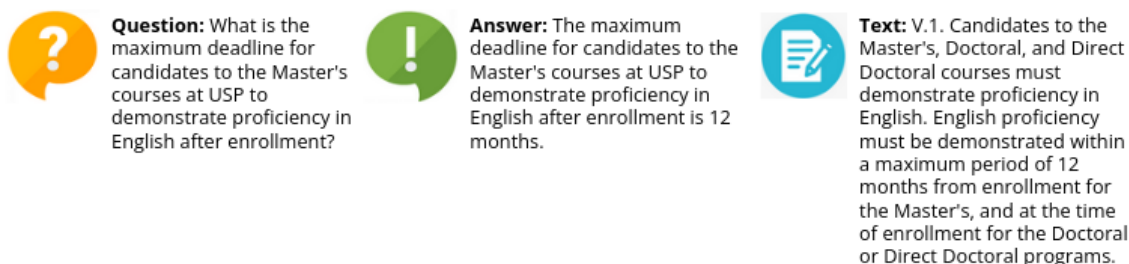 Question: What is the
maximum deadline for
candidates to the Master's
courses at USP to
demonstrate proficiency in
English after enrollment?
Answer: The maximum
deadline for candidates to the
Master's courses at USP to
demonstrate proficiency in
English after enrollment is 12
months.
Text: V.1. Candidates to the
Master's, Doctoral, and Direct
Doctoral courses must
demonstrate proficiency in
English. English proficiency
must be demonstrated within
a maximum period of 12
months from enrollment for
the Master's, and at the time
of enrollment for the Doctoral
or Direct Doctoral programs.